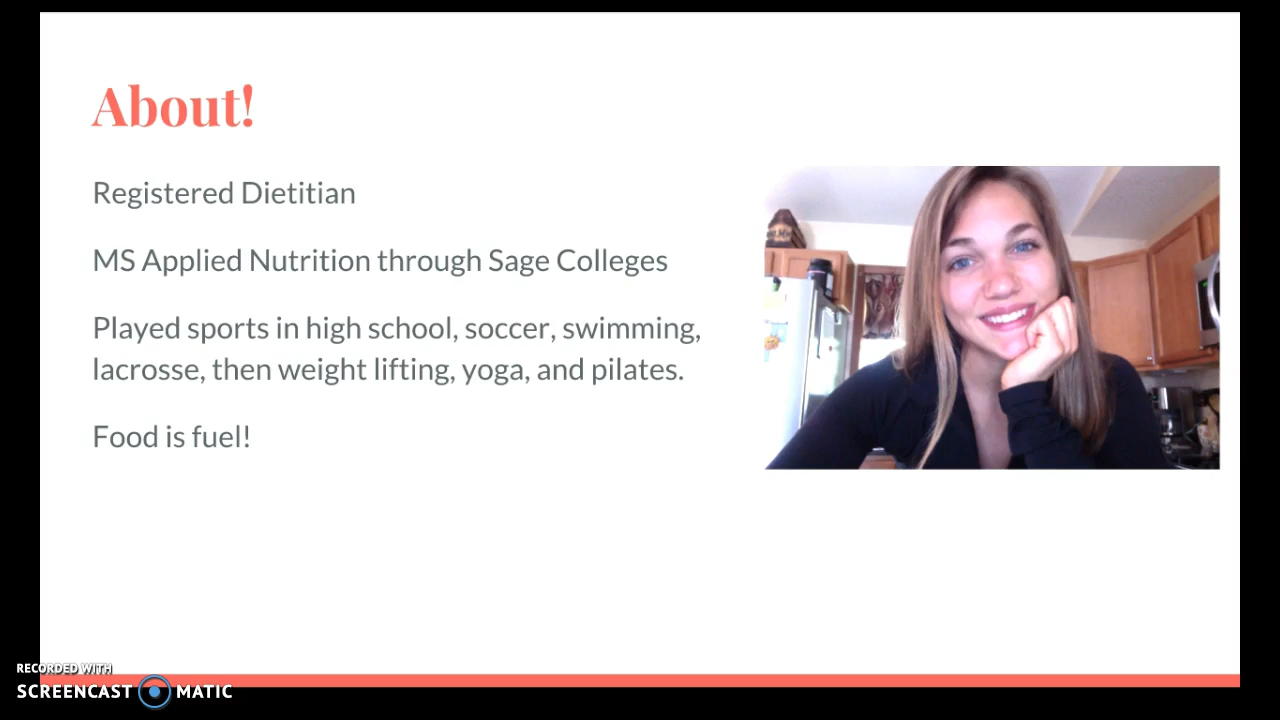 About!
Registered Dietitian
MS Applied Nutrition through Sage Colleges
Played sports in high school, soccer, swimming,
lacrosse, then weight lifting, yoga, and pilates.
Food is fuel!
RECORDED WITH
SCREENCAST MATIC